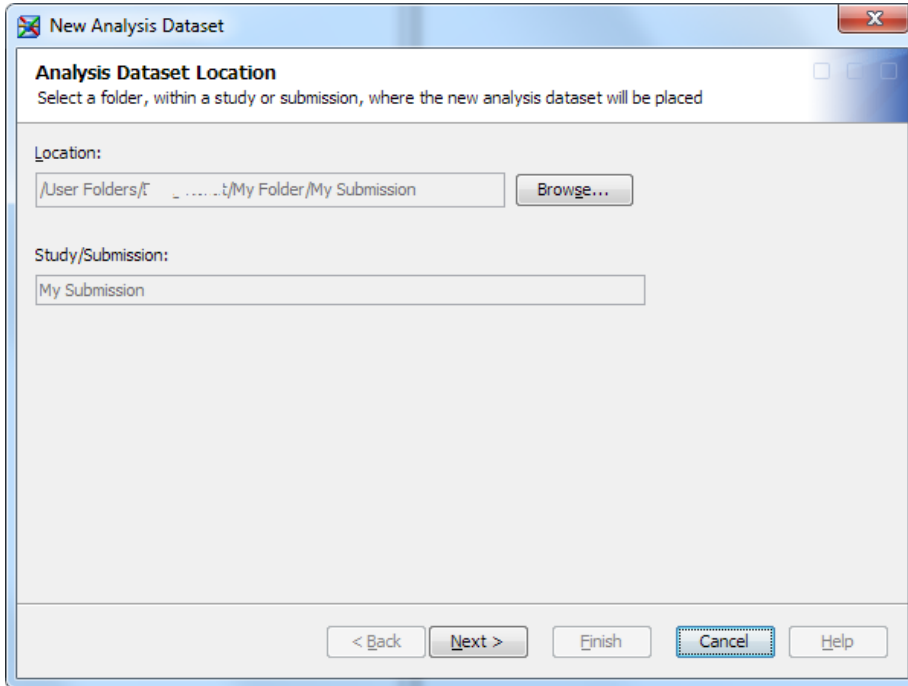 New Analysis Dataset
Analysis Dataset Location
Select a folder, within a study or submission, where the new analysis dataset will be placed
Location:
/User Folders/ t/My Folder/My Submission
Browse...
Study/Submission:
My Submission
< Back Next > Finish Cancel Help